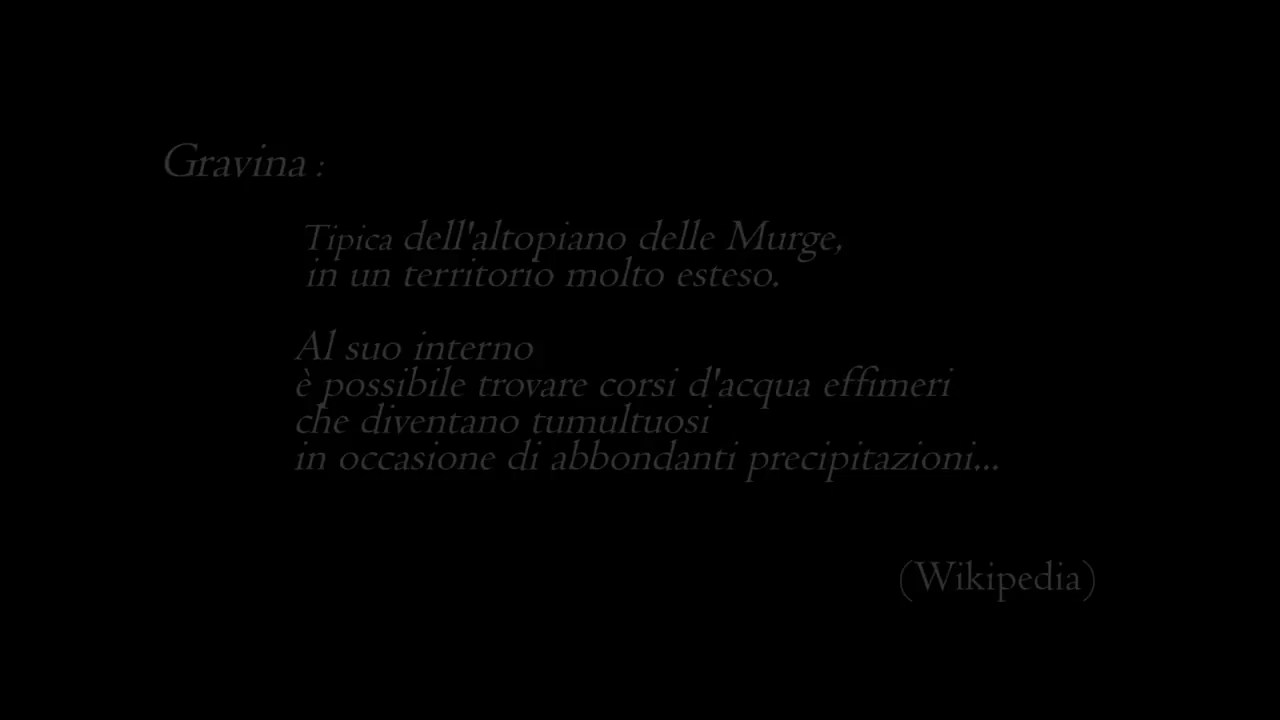 Gravina :
Tipica dell'altopiano delle Murge,
in un territorio molto esteso.
Al suo interno
è possibile trovare corsi d'acqua effimeri
che diventano tumultuosi
in occasione di abbondanti precipitazioni...
(Wikipedia)